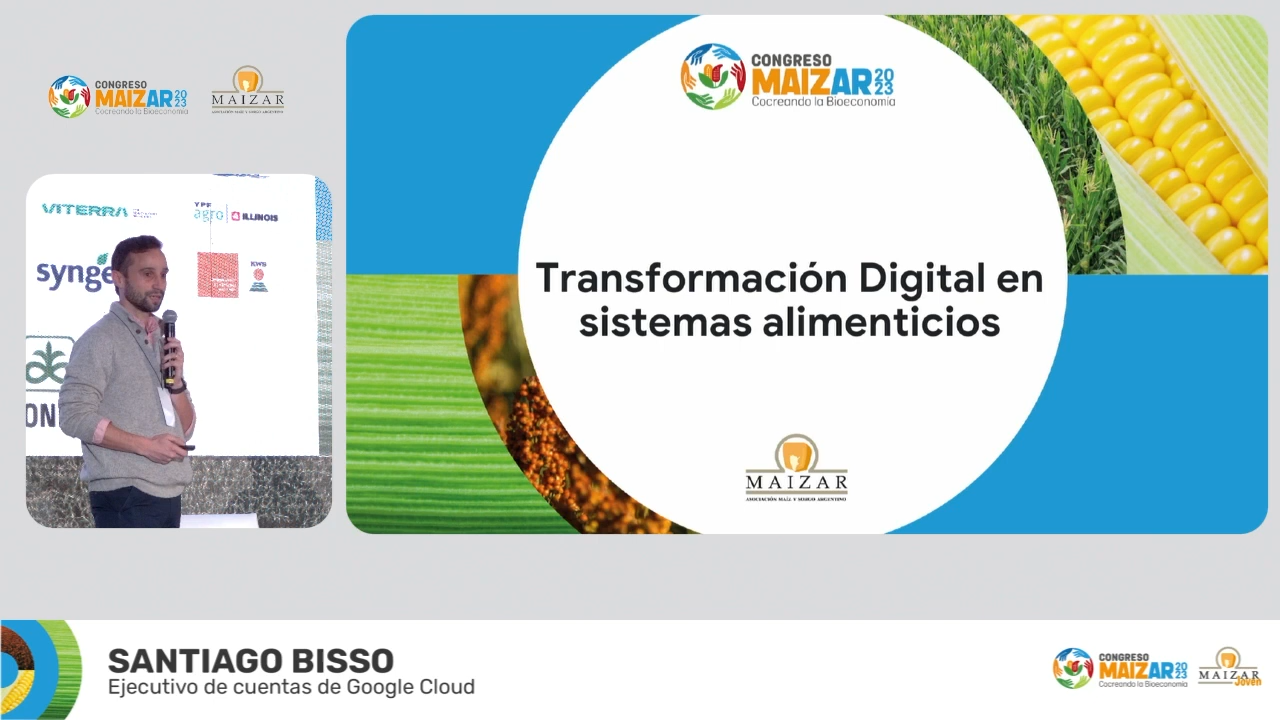 CONGRESO
MAIZAR 2023
Cocreando la Bioeconomía
MAIZAR
ASOCIACIÓN MAÍZ Y SORGO ARGENTINO
VITERRA
YPF
agro
ILLINOIS
synge
KWS
ON
CONGRESO
MAIZAR 2023
Cocreando la Bioeconomía
Transformación Digital en
sistemas alimenticios
MAIZAR
ASOCIACIÓN MAÍZ Y SORGO ARGENTINO
SANTIAGO BISSO
Ejecutivo de cuentas de Google Cloud
CONGRESO
MAIZAR 2023
Cocreando la Bioeconomía
MAIZAR
Joven